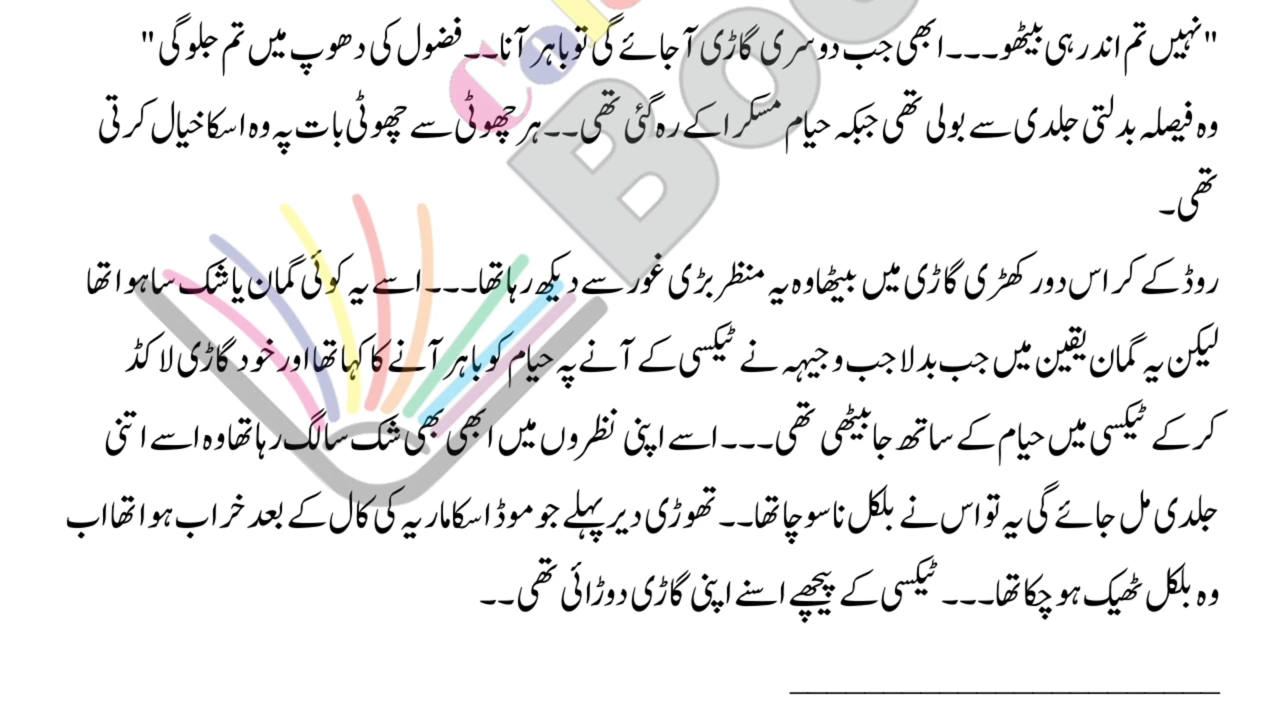 "نہیں تم اندر ہی بیٹھو۔۔۔ابھی جب دوسری گاڑی آ جائے گی تو باہر آنا۔۔فضول کی دھوپ میں تم جلو گی"
وہ فیصلہ بدلتی جلدی سے بولی تھی جبکہ حیام مسکرا کے رہ گئی تھی۔۔ہر چھوٹی سے چھوٹی بات پہ وہ اسکا خیال کرتی
تھی۔
روڈ کے کراس دور کھڑی گاڑی میں بیٹھا وہ یہ منظر بڑی غور سے دیکھ رہا تھا۔۔۔اسے یہ کوئی گمان یا شک سا ہوا تھا
لیکن یہ گمان یقین میں جب بدلا جب وجیہہ نے ٹیکسی کے آنے پہ حیام کو باہر آنے کا کہا تھا اور خود گاڑی لاکڈ
کر کے ٹیکسی میں حیام کے ساتھ جا بیٹھی تھی۔۔۔اسے اپنی نظروں میں ابھی بھی شک سا لگ رہا تھا وہ اسے اتنی
جلدی مل جائے گی یہ تو اس نے بلکل نا سوچا تھا۔۔تھوڑی دیر پہلے جو موڈ اسکا ماریہ کی کال کے بعد خراب ہوا تھا اب
وہ بلکل ٹھیک ہو چکا تھا۔۔۔ٹیکسی کے پیچھے اسنے اپنی گاڑی دوڑائی تھی۔۔